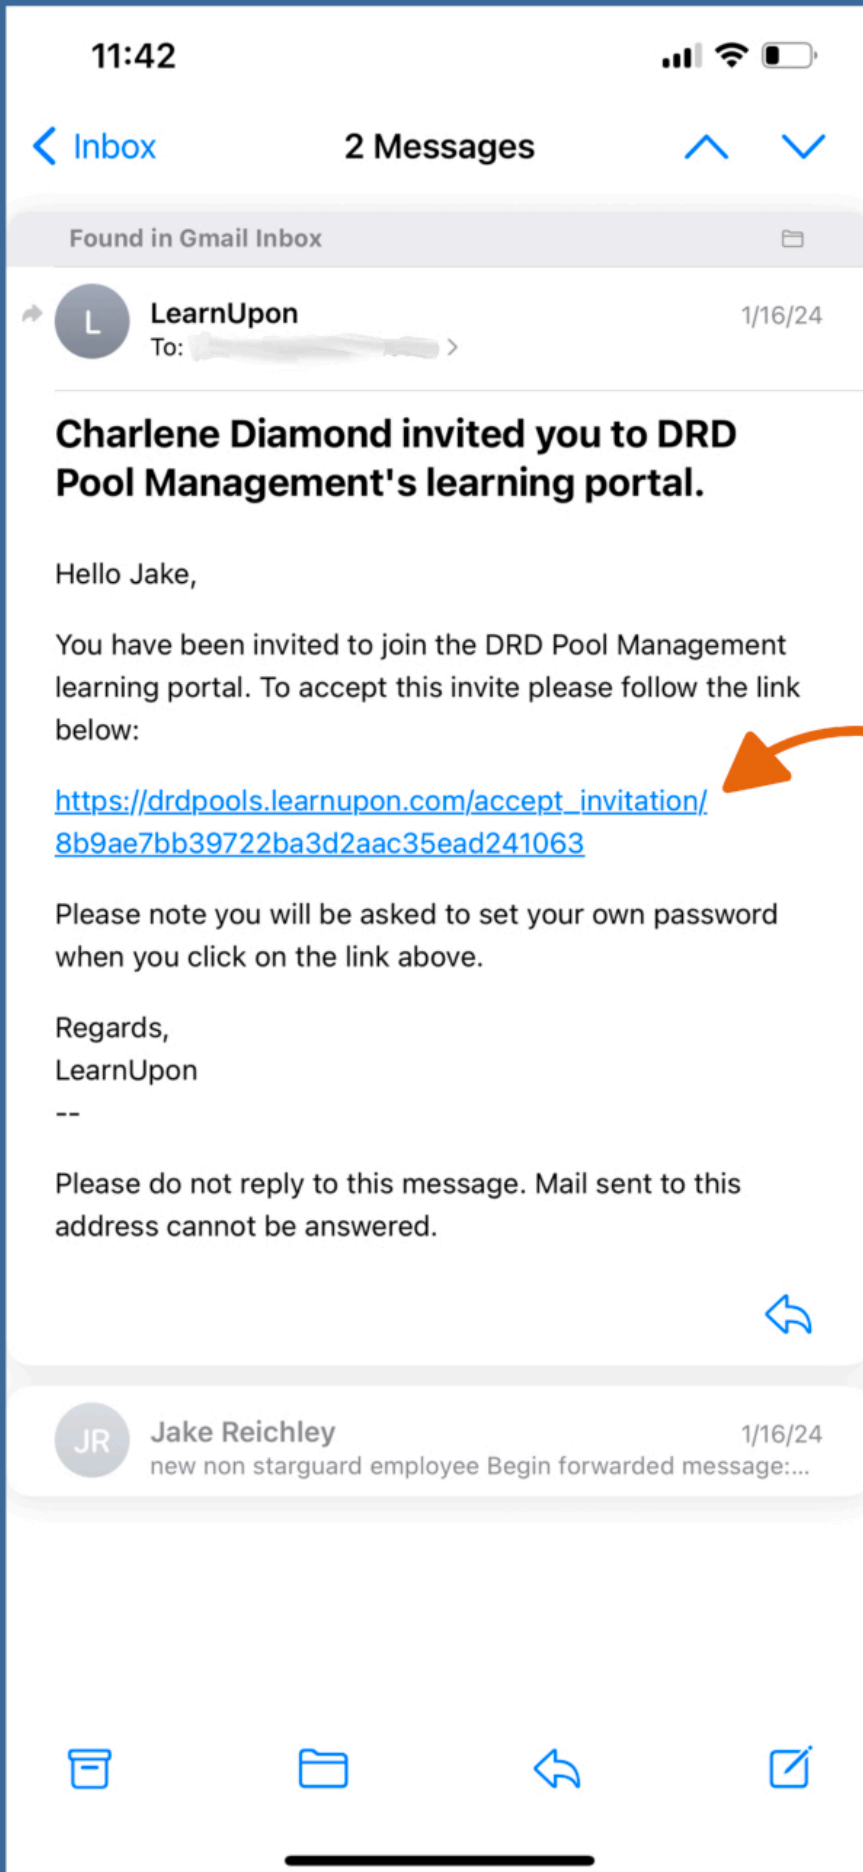 11:42
Inbox
2 Messages
Found in Gmail Inbox
L
LearnUpon
1/16/24
To:
Charlene Diamond invited you to DRD
Pool Management's learning portal.
Hello Jake,
You have been invited to join the DRD Pool Management
learning portal. To accept this invite please follow the link
below:
https://drdpools.learnupon.com/accept_invitation/
8b9ae7bb39722ba3d2aac35ead241063
Please note you will be asked to set your own password
when you click on the link above.
Regards,
LearnUpon
--
Please do not reply to this message. Mail sent to this
address cannot be answered.
JR
Jake Reichley
1/16/24
new non starguard employee Begin forwarded message:...